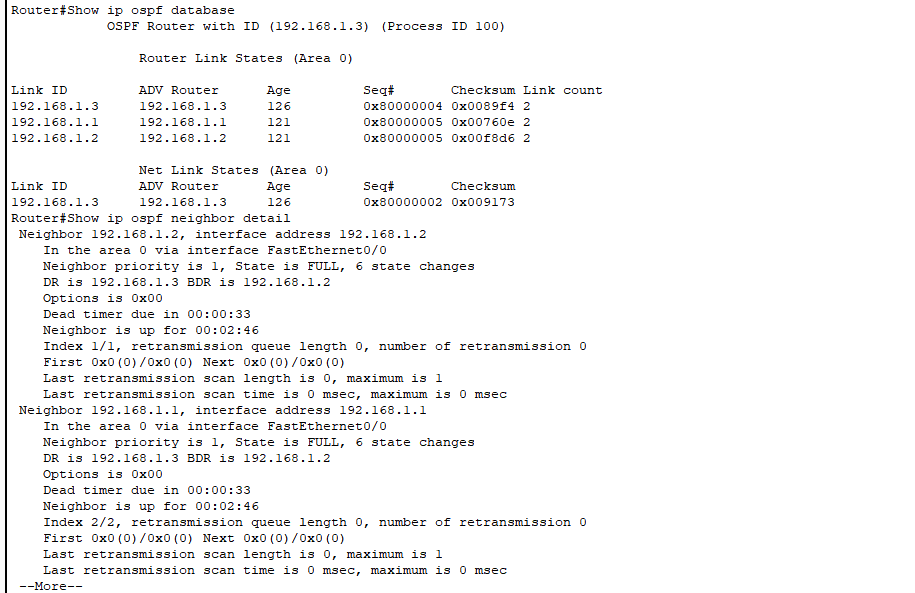 Router#Show ip ospf database
OSPF Router with ID (192.168.1.3) (Process ID 100)
Router Link States (Area 0)
Link ID ADV Router Age Seq# Checksum Link count
192.168.1.3 192.168.1.3 126 0x80000004 0x0089f4 2
192.168.1.1 192.168.1.1 121 0x80000005 0x00760e 2
192.168.1.2 192.168.1.2 121 0x80000005 0x00f8d6 2
Net Link States (Area 0)
Link ID ADV Router Age Seq# Checksum
192.168.1.3 192.168.1.3 126 0x80000002 0x009173
Router#Show ip ospf neighbor detail
Neighbor 192.168.1.2, interface address 192.168.1.2
In the area 0 via interface FastEthernet0/0
Neighbor priority is 1, State is FULL, 6 state changes
DR is 192.168.1.3 BDR is 192.168.1.2
Options is 0x00
Dead timer due in 00:00:33
Neighbor is up for 00:02:46
Index 1/1, retransmission queue length 0, number of retransmission 0
First 0x0(0)/0x0(0) Next 0x0(0)/0x0(0)
Last retransmission scan length is 0, maximum is 1
Last retransmission scan time is 0 msec, maximum is 0 msec
Neighbor 192.168.1.1, interface address 192.168.1.1
In the area 0 via interface FastEthernet0/0
Neighbor priority is 1, State is FULL, 6 state changes
DR is 192.168.1.3 BDR is 192.168.1.2
Options is 0x00
Dead timer due in 00:00:33
Neighbor is up for 00:02:46
Index 2/2, retransmission queue length 0, number of retransmission 0
First 0x0(0)/0x0(0) Next 0x0(0)/0x0(0)
Last retransmission scan length is 0, maximum is 1
Last retransmission scan time is 0 msec, maximum is 0 msec
--More--